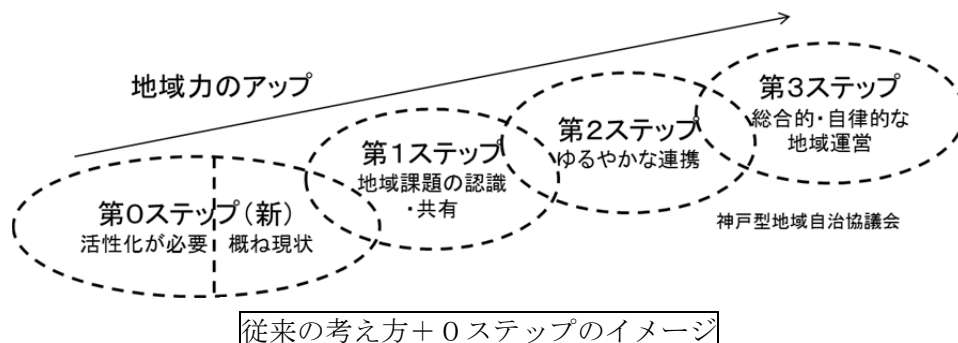 地域力のアップ
第3ステップ
総合的・自律的な
地域運営
第2ステップ
ゆるやかな連携
第1ステップ
地域課題の認識
・共有
第0ステップ(新)
活性化が必要 概ね現状
神戸型地域自治協議会
従来の考え方+0ステップのイメージ